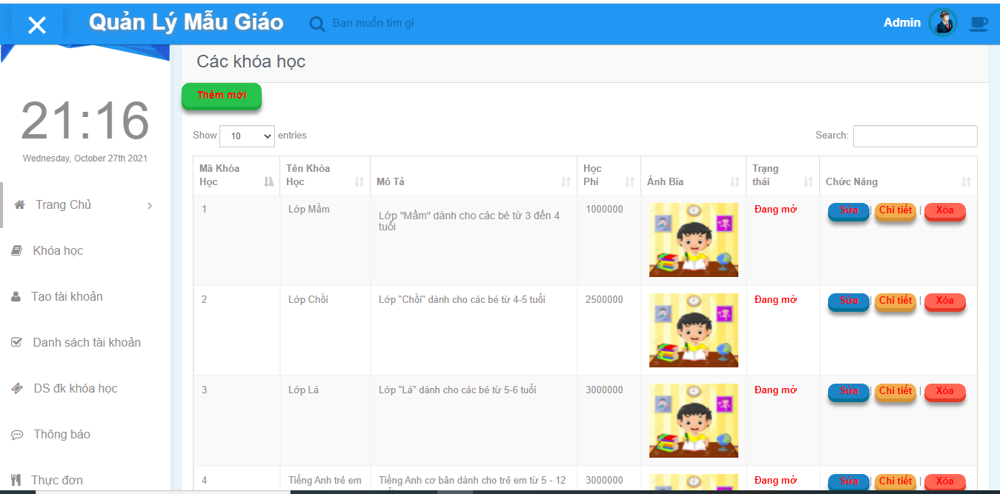 Quản Lý Mẫu Giáo
Bạn muốn tìm gì
Admin
21:16
Wednesday, October 27th 2021
Trang Chủ
Khóa học
Tạo tài khoản
Danh sách tài khoản
DS đk khóa học
Thông báo
Thực đơn
Các khóa học
Thêm mới
Show 10 entries
Search:
Mã Khóa Học
Tên Khóa Học
Mô Tả
Học Phí
Ảnh Bìa
Trạng thái
Chức Năng
1
Lớp Mầm
Lớp "Mầm" dành cho các bé từ 3 đến 4
tuổi
1000000
Đang mở
Sửa | Chi tiết | Xóa
2
Lớp Chồi
Lớp "Chồi" dành cho các bé từ 4-5 tuổi
2500000
Đang mở
Sửa | Chi tiết | Xóa
3
Lớp Lá
Lớp "Lá" dành cho các bé từ 5-6 tuổi
3000000
Đang mở
Sửa | Chi tiết | Xóa
4
Tiếng Anh trẻ em
Tiếng Anh cơ bản dành cho trẻ em từ 5 - 12
3000000
Đang mở
Sửa | Chi tiết | Xóa